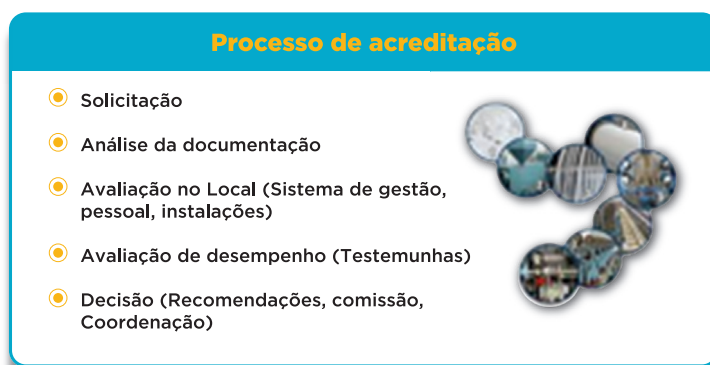 Processo de acreditação
Solicitação
Análise da documentação
Avaliação no Local (Sistema de gestão,
pessoal, instalações)
Avaliação de desempenho (Testemunhas)
Decisão (Recomendações, comissão,
Coordenação)